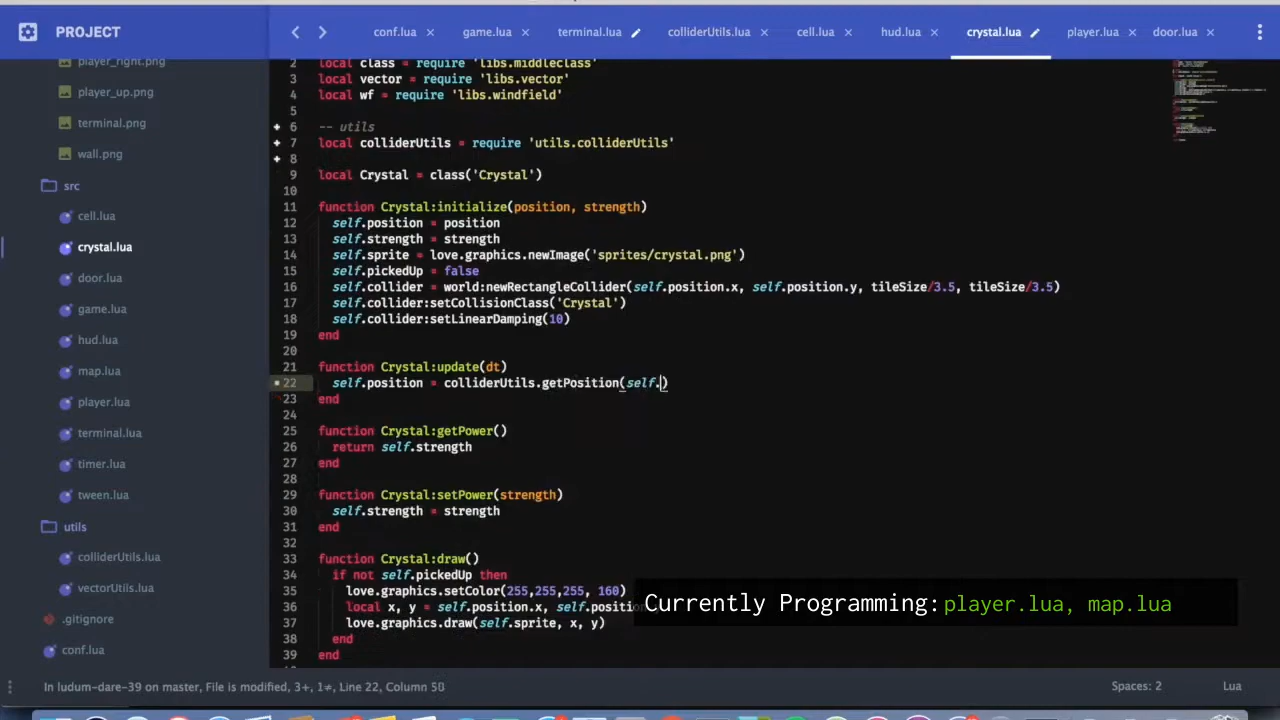 PROJECT
conf.lua
game.lua
terminal.lua
colliderUtils.lua
cell.lua
hud.lua
crystal.lua
player.lua
door.lua
player_right.png
player_up.png
terminal.png
wall.png
src
cell.lua
crystal.lua
door.lua
game.lua
hud.lua
map.lua
player.lua
terminal.lua
timer.lua
tween.lua
utils
colliderUtils.lua
vectorUtils.lua
.gitignore
conf.lua
2 local class = require 'libs.middleclass'
3 local vector = require 'libs.vector'
4 local wf = require 'libs.windfield'
5
6 -- utils
7 local colliderUtils = require 'utils.colliderUtils'
8
9 local Crystal = class('Crystal')
10
11 function Crystal:initialize(position, strength)
12 self.position = position
13 self.strength = strength
14 self.sprite = love.graphics.newImage('sprites/crystal.png')
15 self.pickedUp = false
16 self.collider = world:newRectangleCollider(self.position.x, self.position.y, tileSize/3.5, tileSize/3.5)
17 self.collider:setCollisionClass('Crystal')
18 self.collider:setLinearDamping(10)
19 end
20
21 function Crystal:update(dt)
22 self.position = colliderUtils.getPosition(self.)
23 end
24
25 function Crystal:getPower()
26 return self.strength
27 end
28
29 function Crystal:setPower(strength)
30 self.strength = strength
31 end
32
33 function Crystal:draw()
34 if not self.pickedUp then
35 love.graphics.setColor(255,255,255, 160)
36 local x, y = self.position.x, self.positio
37 love.graphics.draw(self.sprite, x, y)
38 end
39 end
Currently Programming: player.lua, map.lua
In ludum-dare-39 on master, File is modified, 3+, 1≠, Line 22, Column 50
Spaces: 2
Lua